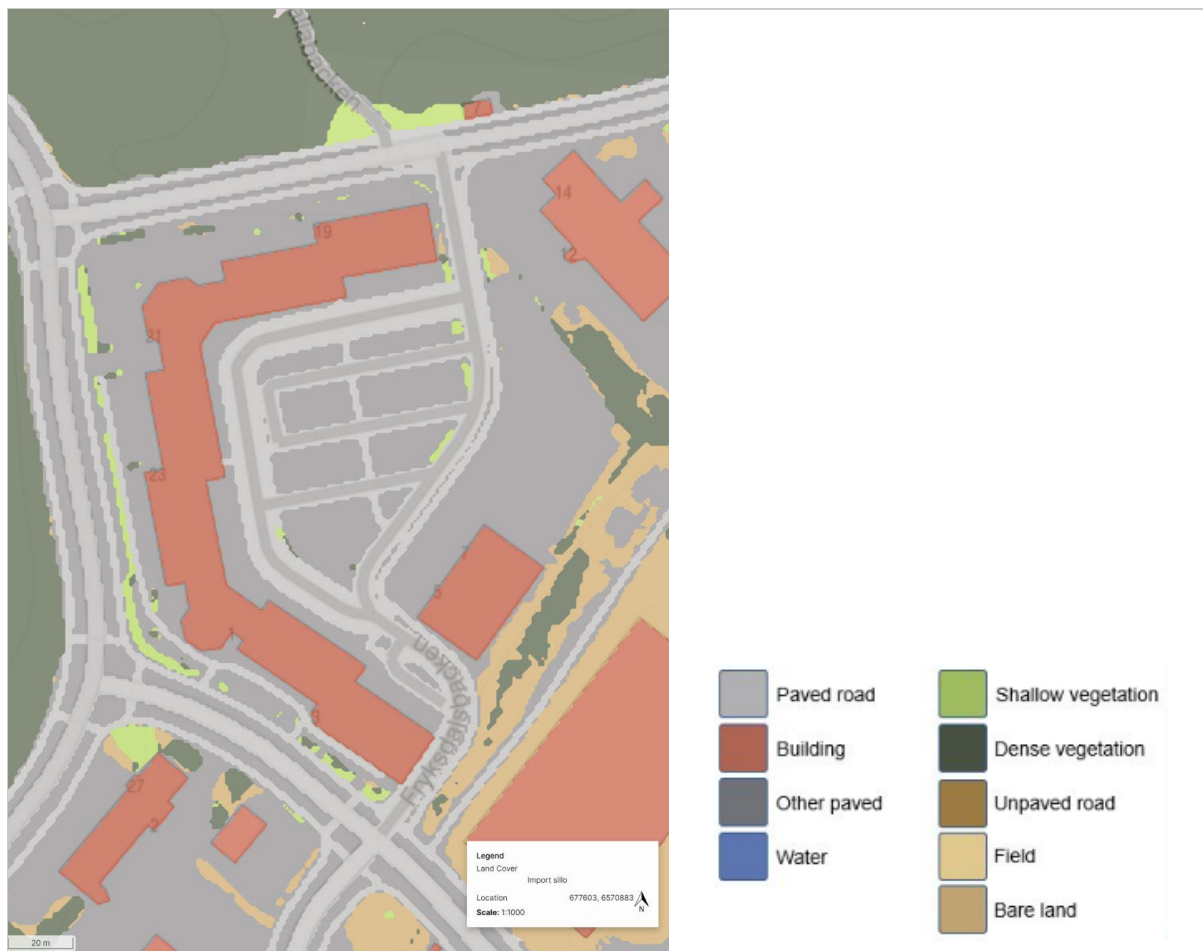 19
14
12
21
23
1
3
5
7
27
2
Fryksdalsbacken
20 m
Legend
Land Cover
Import sillo
Location 677603, 6570883
Scale: 1:1000
N
Paved road
Building
Other paved
Water
Shallow vegetation
Dense vegetation
Unpaved road
Field
Bare land